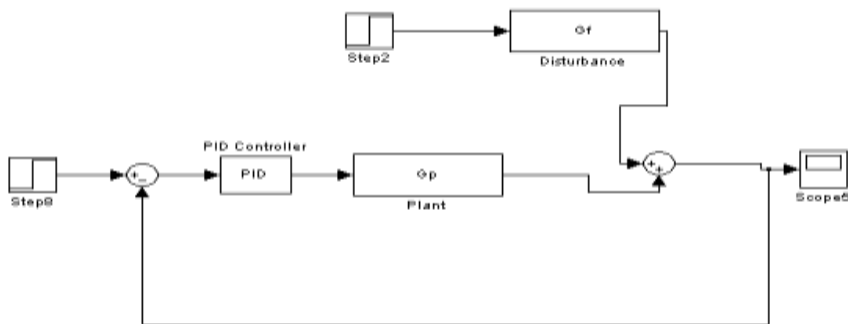 Gf
Step2
Disturbance
PID Controller
PID
Gp
Plant
Step8
Scope5